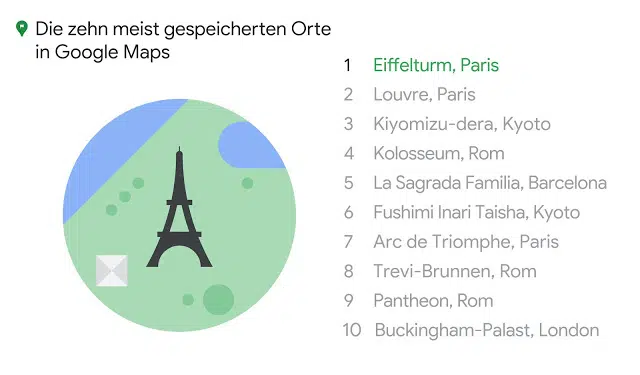 Die zehn meist gespeicherten Orte
in Google Maps
1 Eiffelturm, Paris
2 Louvre, Paris
3 Kiyomizu-dera, Kyoto
4 Kolosseum, Rom
5 La Sagrada Familia, Barcelona
6 Fushimi Inari Taisha, Kyoto
7 Arc de Triomphe, Paris
8 Trevi-Brunnen, Rom
9 Pantheon, Rom
10 Buckingham-Palast, London